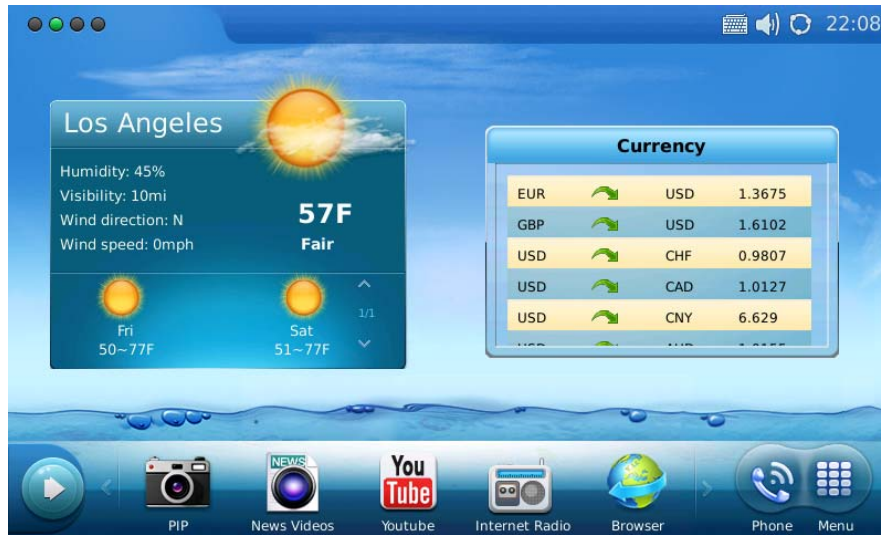 22:08
Los Angeles
Humidity: 45%
Visibility: 10mi
Wind direction: N
Wind speed: 0mph
57F
Fair
1/1
Fri
50~77F
Sat
51~77F
Currency
EUR USD 1.3675
GBP USD 1.6102
USD CHF 0.9807
USD CAD 1.0127
USD CNY 6.629
NEWS
You
Tube
PIP
News Videos
Youtube
Internet Radio
Browser
Phone
Menu